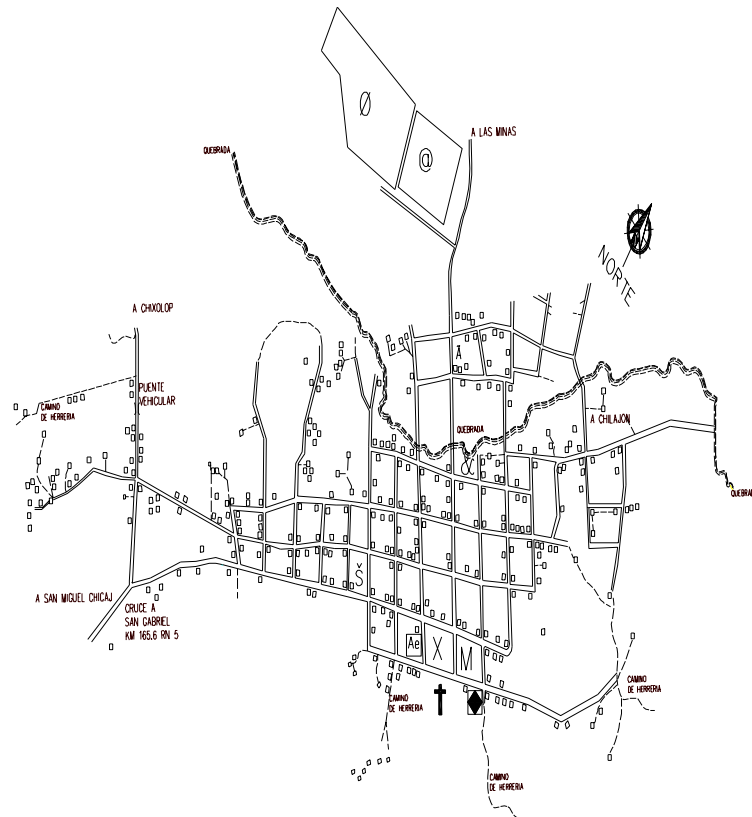 Ø
@
A LAS MINAS
QUEBRADA
NORTE
A CHIXOLOP
Ā
PUENTE
VEHICULAR
CAMINO
DE HERRERIA
A CHILAJON
QUEBRADA
QUEBRAD
Š
A SAN MIGUEL CHICAJ
CRUCE A
SAN GABRIEL
KM 165.6 RN 5
Ae
X
M
CAMINO
DE HERRERIA
CAMINO
DE HERRERIA
CAMINO
DE HERRERIA